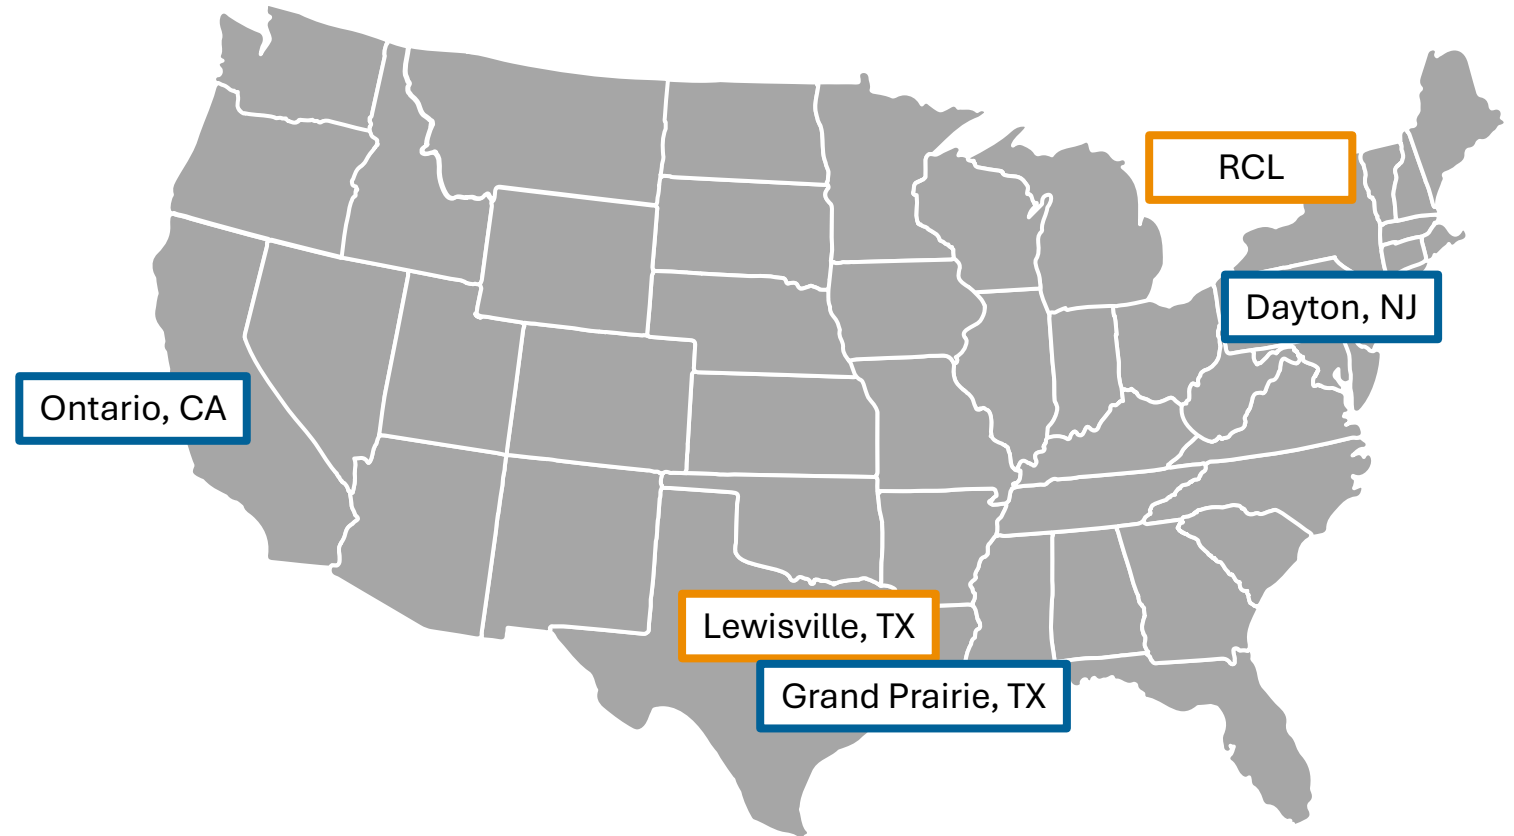 RCL
Dayton, NJ
Ontario, CA
Lewisville, TX
Grand Prairie, TX